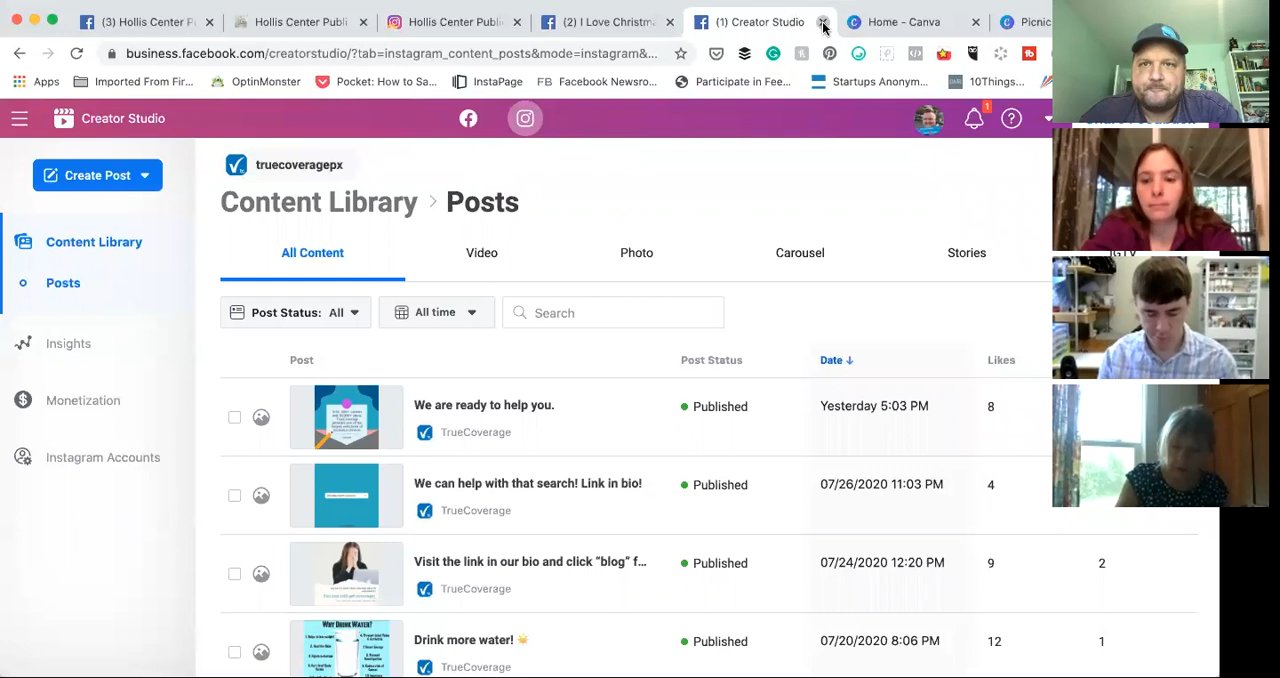 (3) Hollis Center P
Hollis Center Publi
Hollis Center Publi
(2) I Love Christm
(1) Creator Studio
Home - Canva
Picnic
business.facebook.com/creatorstudio/?tab=instagram_content_posts&
=instagram&...
Apps
Imported From Fir...
OptinMonster
Pocket: How to Sa...
InstaPage
FB Facebook Newsro...
Participate in Fee...
Startups Anonym...
10Things...
Creator Studio
1
truecoveragepx
Create Post
Content Library > Posts
Content Library
Posts
Insights
Monetization
Instagram Accounts
All Content
Video
Photo
Carousel
Stories
IGTV
Post Status: All
All time
Search
Post
Post Status
Date ↓
Likes
We are ready to help you.
TrueCoverage
Published
Yesterday 5:03 PM
8
We can help with that search! Link in bio!
TrueCoverage
Published
07/26/2020 11:03 PM
4
Visit the link in our bio and click “blog” f...
TrueCoverage
Published
07/24/2020 12:20 PM
9
2
WHY DRINK WATER?
Drink more water! ☀️
TrueCoverage
Published
07/20/2020 8:06 PM
12
1